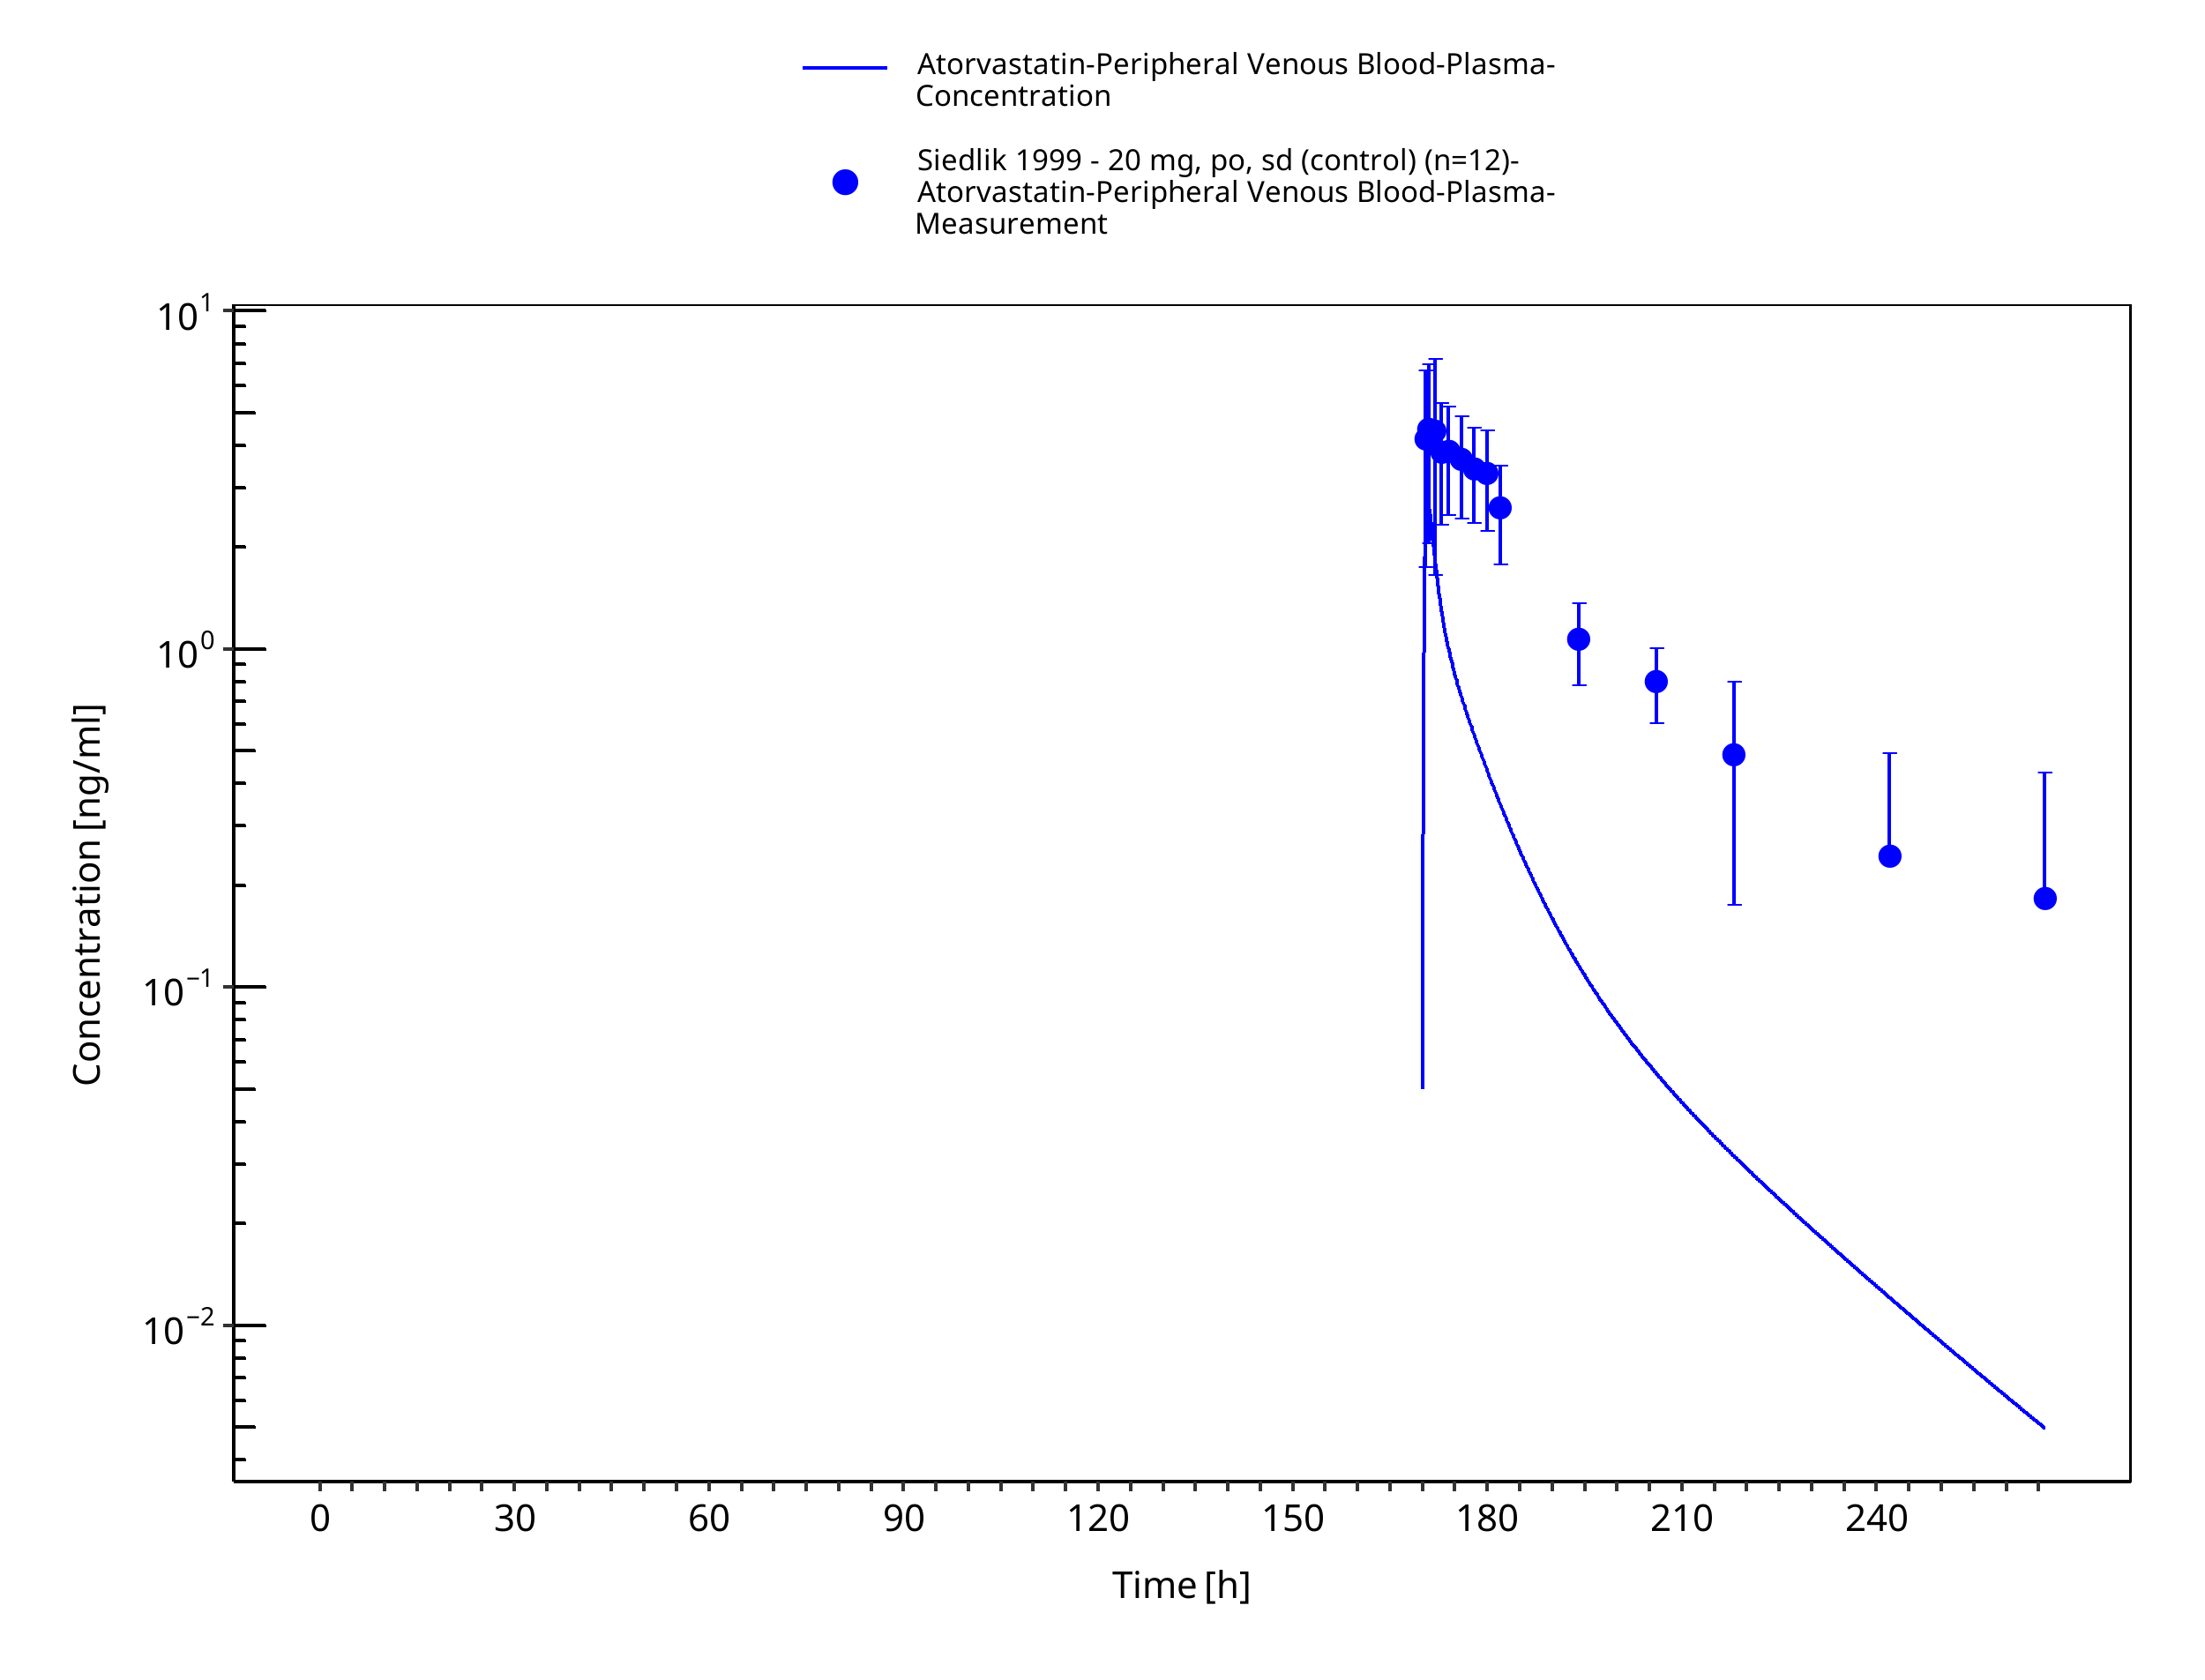 Atorvastatin-Peripheral Venous Blood-Plasma-
Concentration
Siedlik 1999 - 20 mg, po, sd (control) (n=12)-
Atorvastatin-Peripheral Venous Blood-Plasma-
Measurement
10¹
10⁰
10⁻¹
10⁻²
Concentration [ng/ml]
0 30 60 90 120 150 180 210 240
Time [h]